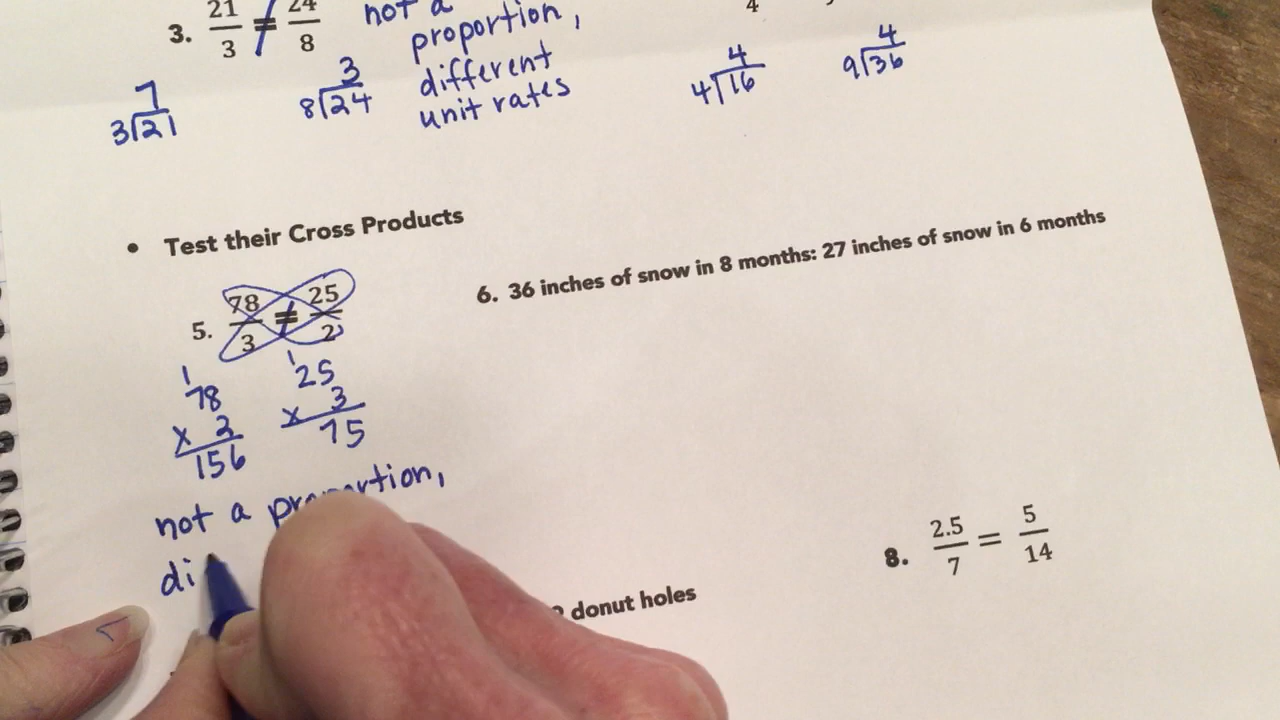 3. 21/3 ≠ 24/8 not a
proportion,
different
unit rates
7
3)21
3
8)24
4
4
4)16
4
9)36
• Test their Cross Products
5. 78/3 ≠ 25/2
1
78
x 2
156
1
25
x 3
75
not a proportion,
di
6. 36 inches of snow in 8 months: 27 inches of snow in 6 months
donut holes
8. 2.5/7 = 5/14